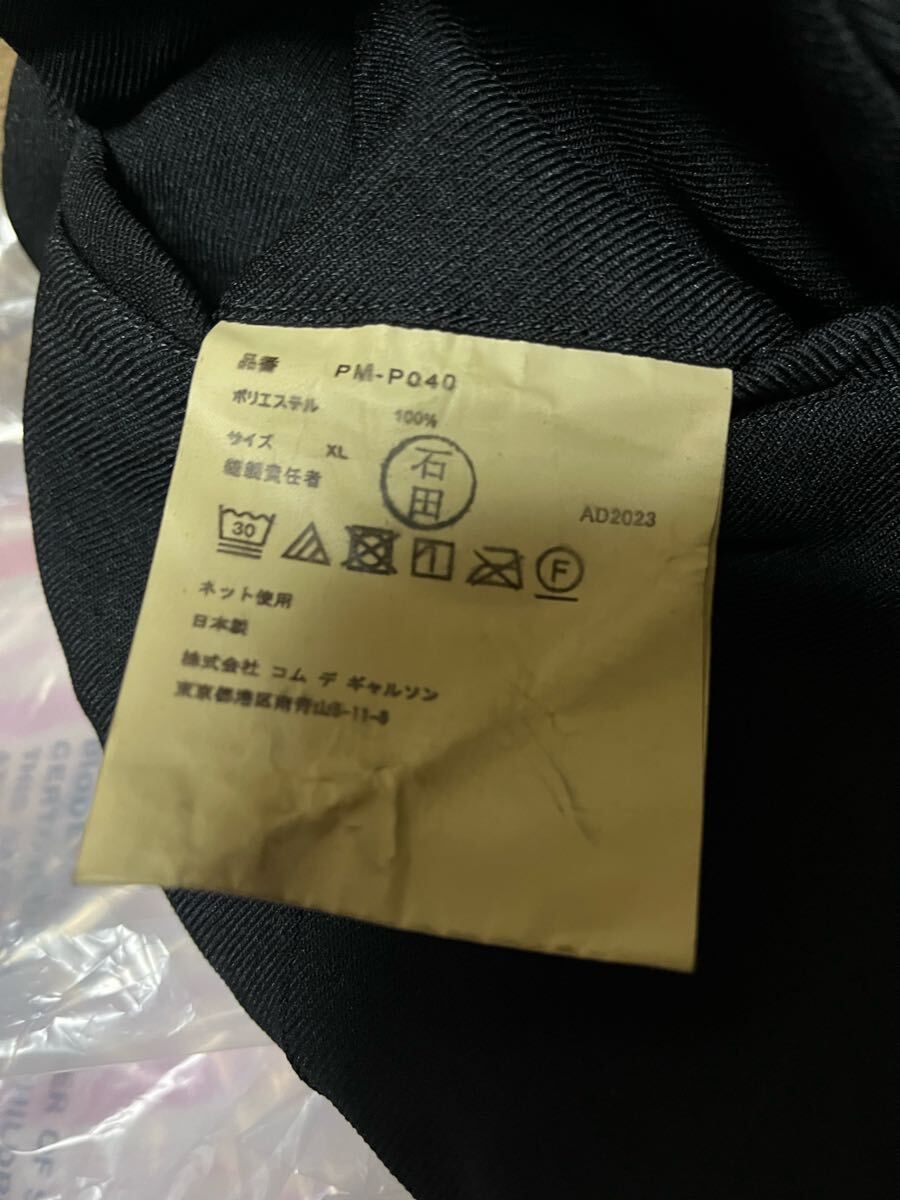 品番 PM-P040
ポリエステル 100%
サイズ XL
縫製責任者 石田
AD2023
30
F
ネット使用
日本製
株式会社 コム デ ギャルソン
東京都港区南青山5-11-5